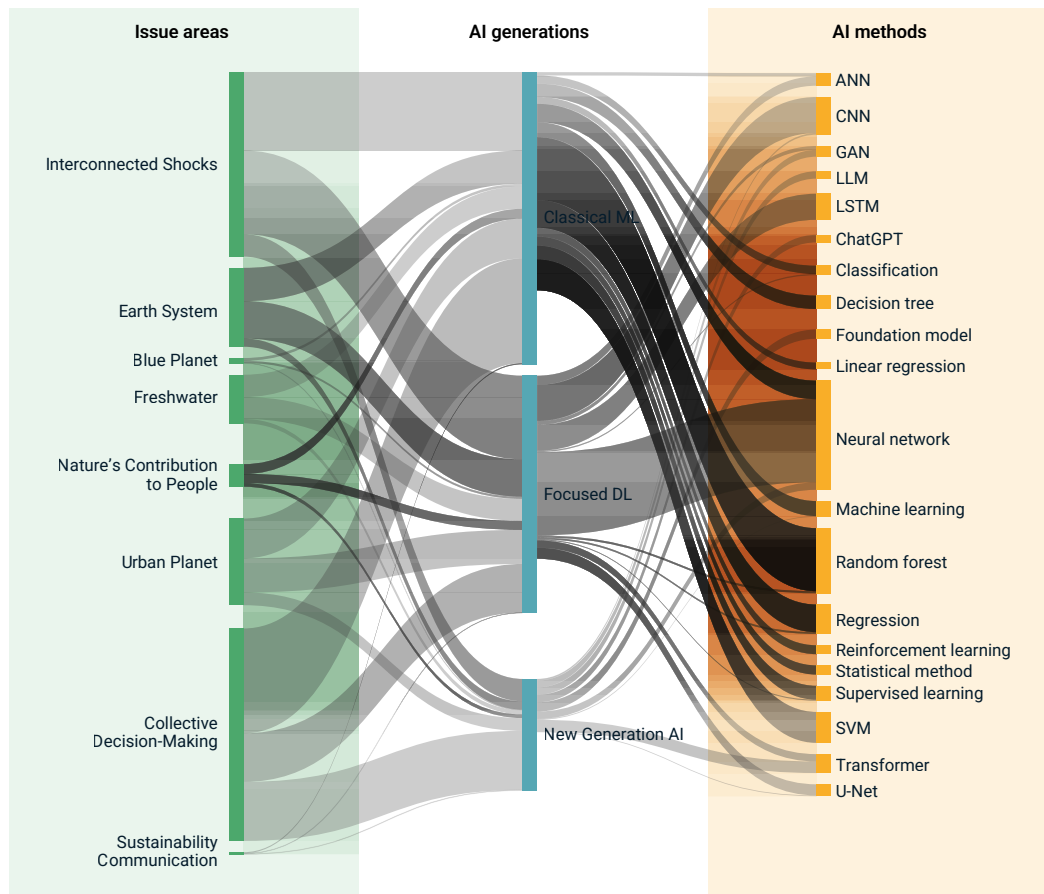 Issue areas
AI generations
AI methods
Interconnected Shocks
Earth System
Blue Planet
Freshwater
Nature's Contribution
to People
Urban Planet
Collective
Decision-Making
Sustainability
Communication
Classical ML
Focused DL
New Generation AI
ANN
CNN
GAN
LLM
LSTM
ChatGPT
Classification
Decision tree
Foundation model
Linear regression
Neural network
Machine learning
Random forest
Regression
Reinforcement learning
Statistical method
Supervised learning
SVM
Transformer
U-Net